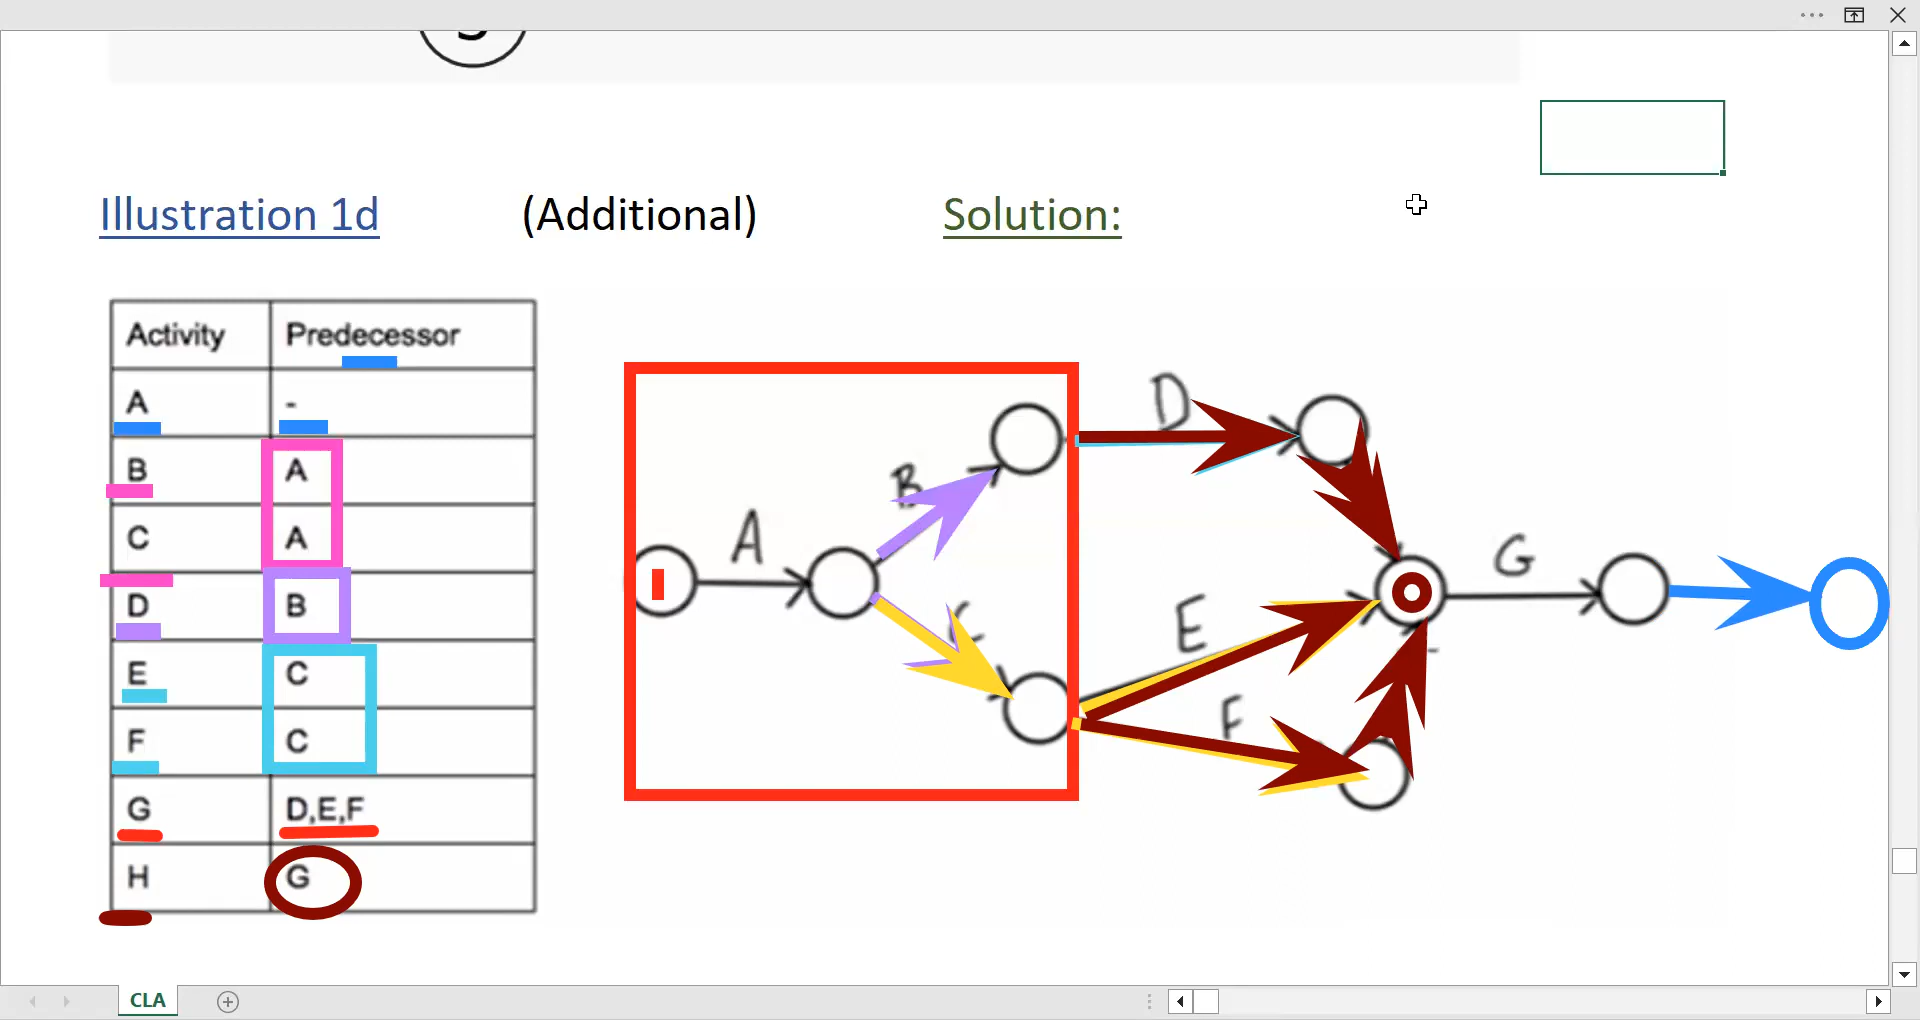 Illustration 1d (Additional) Solution:
Activity Predecessor
A -
B A
C A
D B
E C
F C
G D,E,F
H G
A
B
C
D
E
F
G
CLA